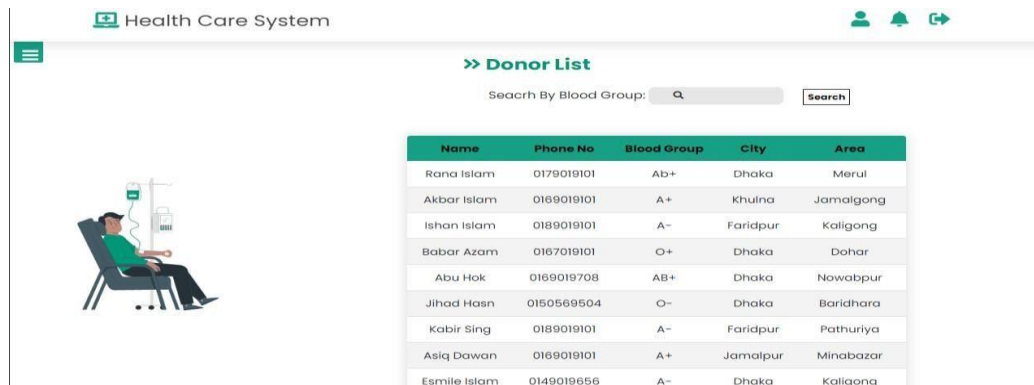 Health Care System
>> Donor List
Seacrh By Blood Group:
Search
Name Phone No Blood Group City Area
Rana Islam 0179019101 Ab+ Dhaka Merul
Akbar Islam 0169019101 A+ Khulna Jamalgong
Ishan Islam 0189019101 A- Faridpur Kaligong
Babar Azam 0167019101 O+ Dhaka Dohar
Abu Hok 0169019708 AB+ Dhaka Nowabpur
Jihad Hasn 0150569504 O- Dhaka Baridhara
Kabir Sing 0189019101 A- Faridpur Pathuriya
Asiq Dawan 0169019101 A+ Jamalpur Minabazar
Esmile Islam 0149019656 A- Dhaka Kaligong